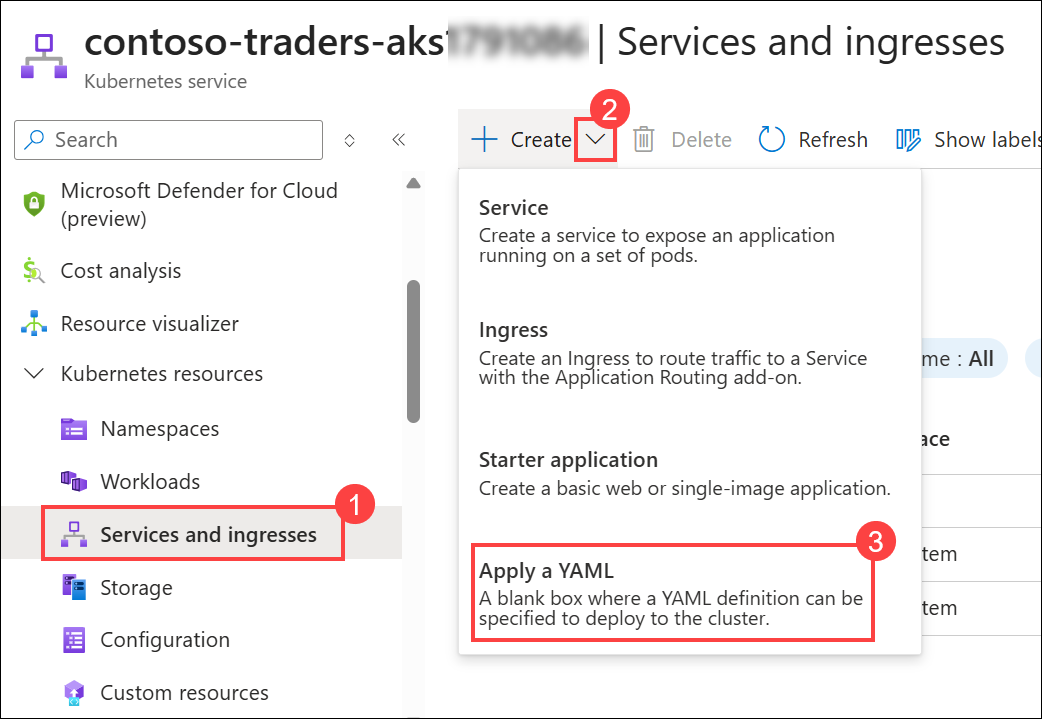 contoso-traders-aks | Services and ingresses
Kubernetes service
Search
Microsoft Defender for Cloud
(preview)
Cost analysis
Resource visualizer
Kubernetes resources
Namespaces
Workloads
1
Services and ingresses
Storage
Configuration
Custom resources
2
Create
Delete
Refresh
Show labels
Service
Create a service to expose an application
running on a set of pods.
Ingress
Create an Ingress to route traffic to a Service
with the Application Routing add-on.
Starter application
Create a basic web or single-image application.
3
Apply a YAML
A blank box where a YAML definition can be
specified to deploy to the cluster.
me : All
ace
tem
tem